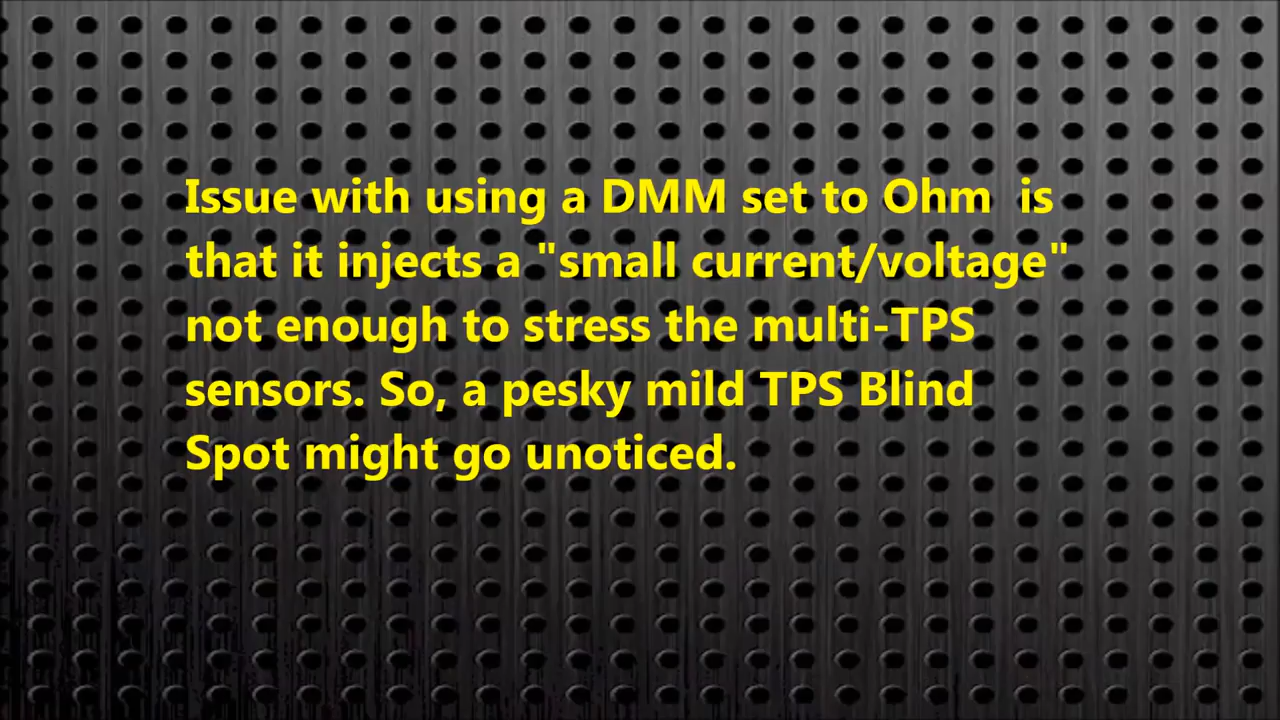 Issue with using a DMM set to Ohm  is
that it injects a "small current/voltage"
not enough to stress the multi-TPS
sensors. So, a pesky mild TPS Blind
Spot might go unoticed.